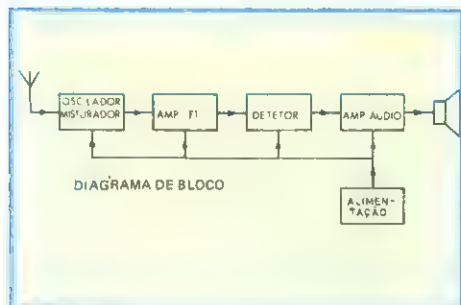 OSCILADOR
MISTURADOR
AMP FI
DETETOR
AMP AUDIO
DIAGRAMA DE BLOCO
ALIMEN-
TAÇÃO